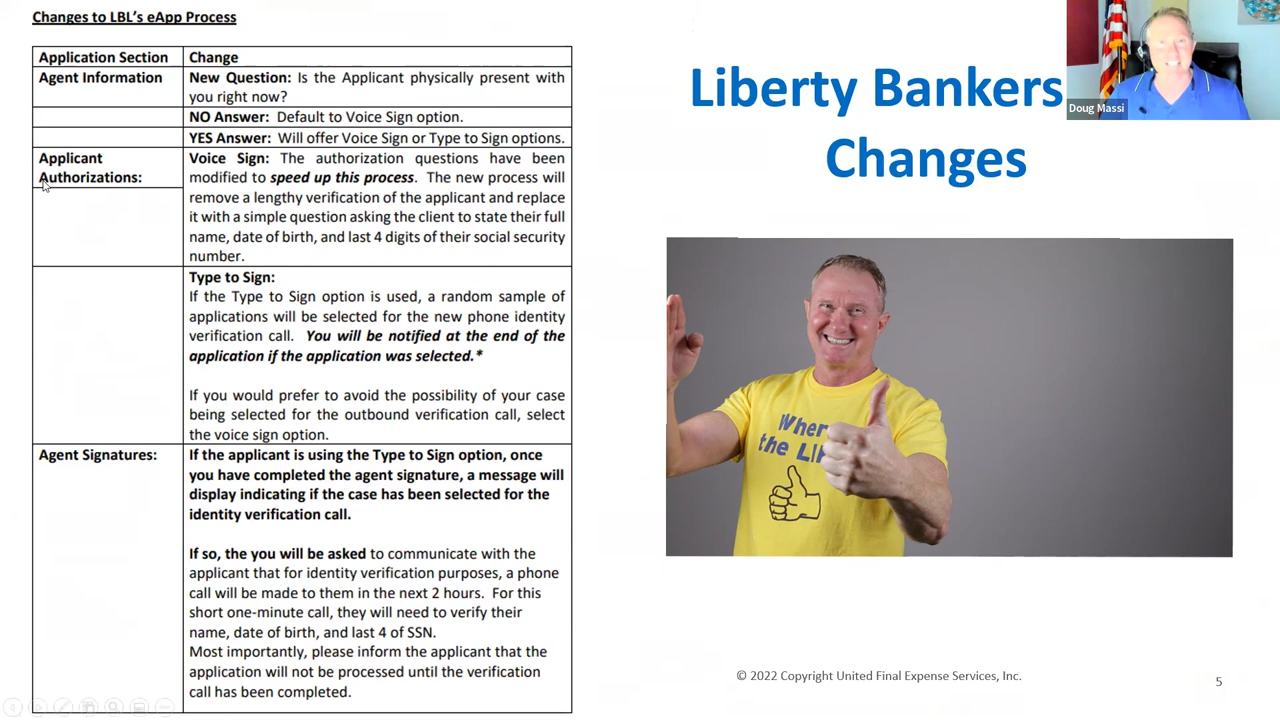 Changes to LBL's eApp Process
Application Section
Change
Agent Information
New Question: Is the Applicant physically present with
you right now?
NO Answer: Default to Voice Sign option.
YES Answer: Will offer Voice Sign or Type to Sign options.
Applicant
Authorizations:
Voice Sign: The authorization questions have been
modified to speed up this process. The new process will
remove a lengthy verification of the applicant and replace
it with a simple question asking the client to state their full
name, date of birth, and last 4 digits of their social security
number.
Type to Sign:
If the Type to Sign option is used, a random sample of
applications will be selected for the new phone identity
verification call. You will be notified at the end of the
application if the application was selected.*
If you would prefer to avoid the possibility of your case
being selected for the outbound verification call, select
the voice sign option.
Agent Signatures:
If the applicant is using the Type to Sign option, once
you have completed the agent signature, a message will
display indicating if the case has been selected for the
identity verification call.
If so, the you will be asked to communicate with the
applicant that for identity verification purposes, a phone
call will be made to them in the next 2 hours. For this
short one-minute call, they will need to verify their
name, date of birth, and last 4 of SSN.
Most importantly, please inform the applicant that the
application will not be processed until the verification
call has been completed.
Liberty Bankers
Changes
Doug Massi
the
© 2022 Copyright United Final Expense Services, Inc.
5